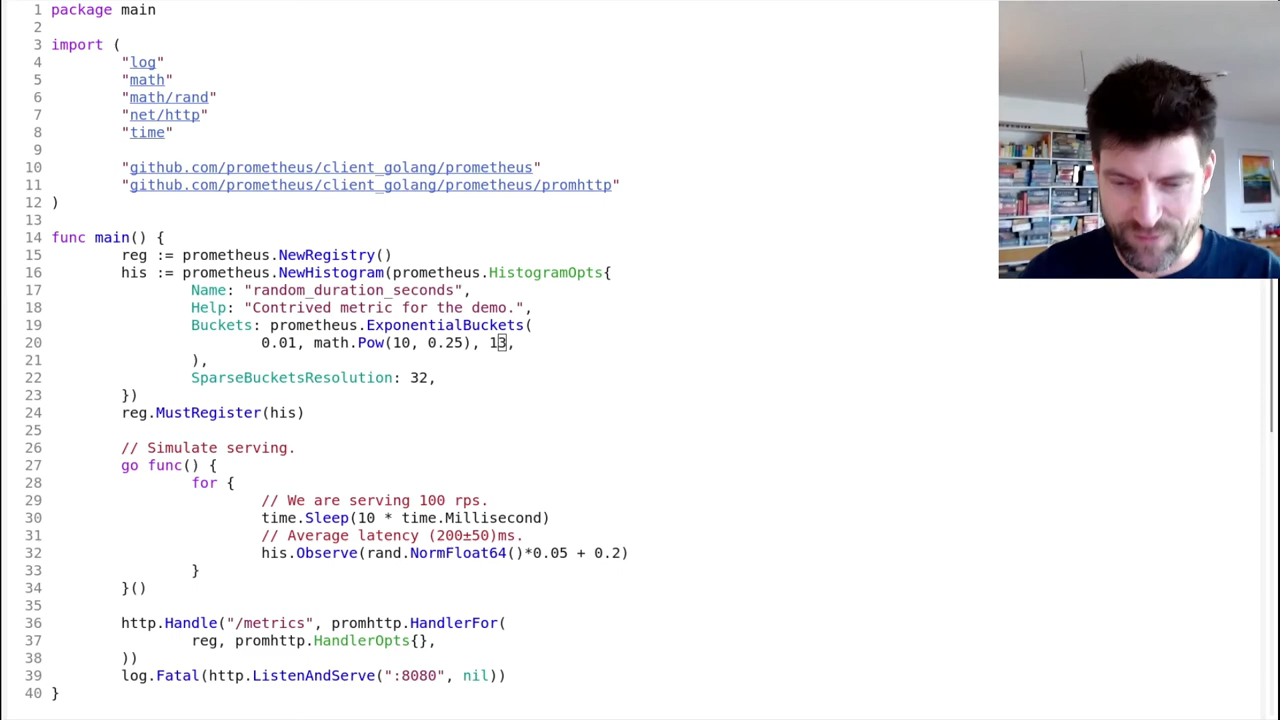 1 package main
2
3 import (
4 "log"
5 "math"
6 "math/rand"
7 "net/http"
8 "time"
9
10 "github.com/prometheus/client_golang/prometheus"
11 "github.com/prometheus/client_golang/prometheus/promhttp"
12 )
13
14 func main() {
15 reg := prometheus.NewRegistry()
16 his := prometheus.NewHistogram(prometheus.HistogramOpts{
17 Name: "random_duration_seconds",
18 Help: "Contrived metric for the demo.",
19 Buckets: prometheus.ExponentialBuckets(
20 0.01, math.Pow(10, 0.25), 13,
21 ),
22 SparseBucketsResolution: 32,
23 })
24 reg.MustRegister(his)
25
26 // Simulate serving.
27 go func() {
28 for {
29 // We are serving 100 rps.
30 time.Sleep(10 * time.Millisecond)
31 // Average latency (200±50)ms.
32 his.Observe(rand.NormFloat64()*0.05 + 0.2)
33 }
34 }()
35
36 http.Handle("/metrics", promhttp.HandlerFor(
37 reg, promhttp.HandlerOpts{},
38 ))
39 log.Fatal(http.ListenAndServe(":8080", nil))
40 }